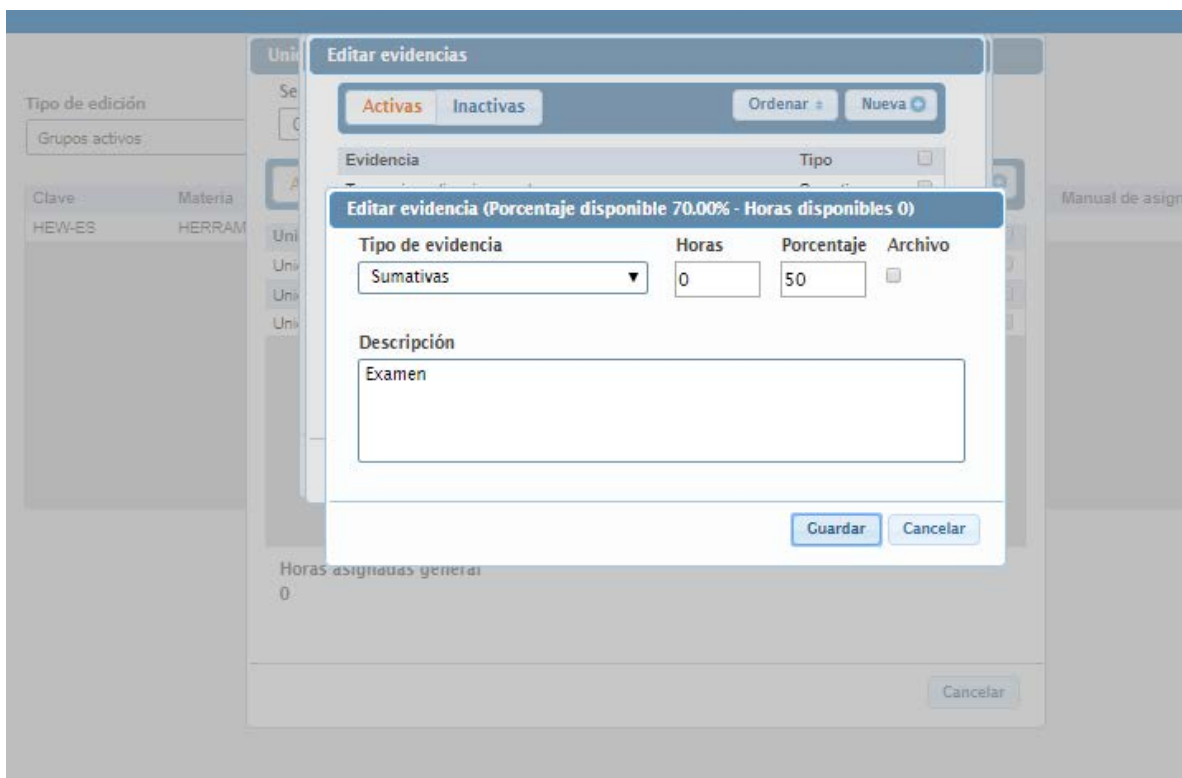 Editar evidencias
Tipo de edición
Grupos activos
Activas Inactivas Ordenar Nueva
Evidencia Tipo
Clave Materia Manual de
HEW-ES
Editar evidencia (Porcentaje disponible 70.00% - Horas disponibles 0)
Tipo de evidencia Horas Porcentaje Archivo
Sumativas 0 50
Descripción
Examen
Guardar Cancelar
Horas asignadas general
0
Cancelar